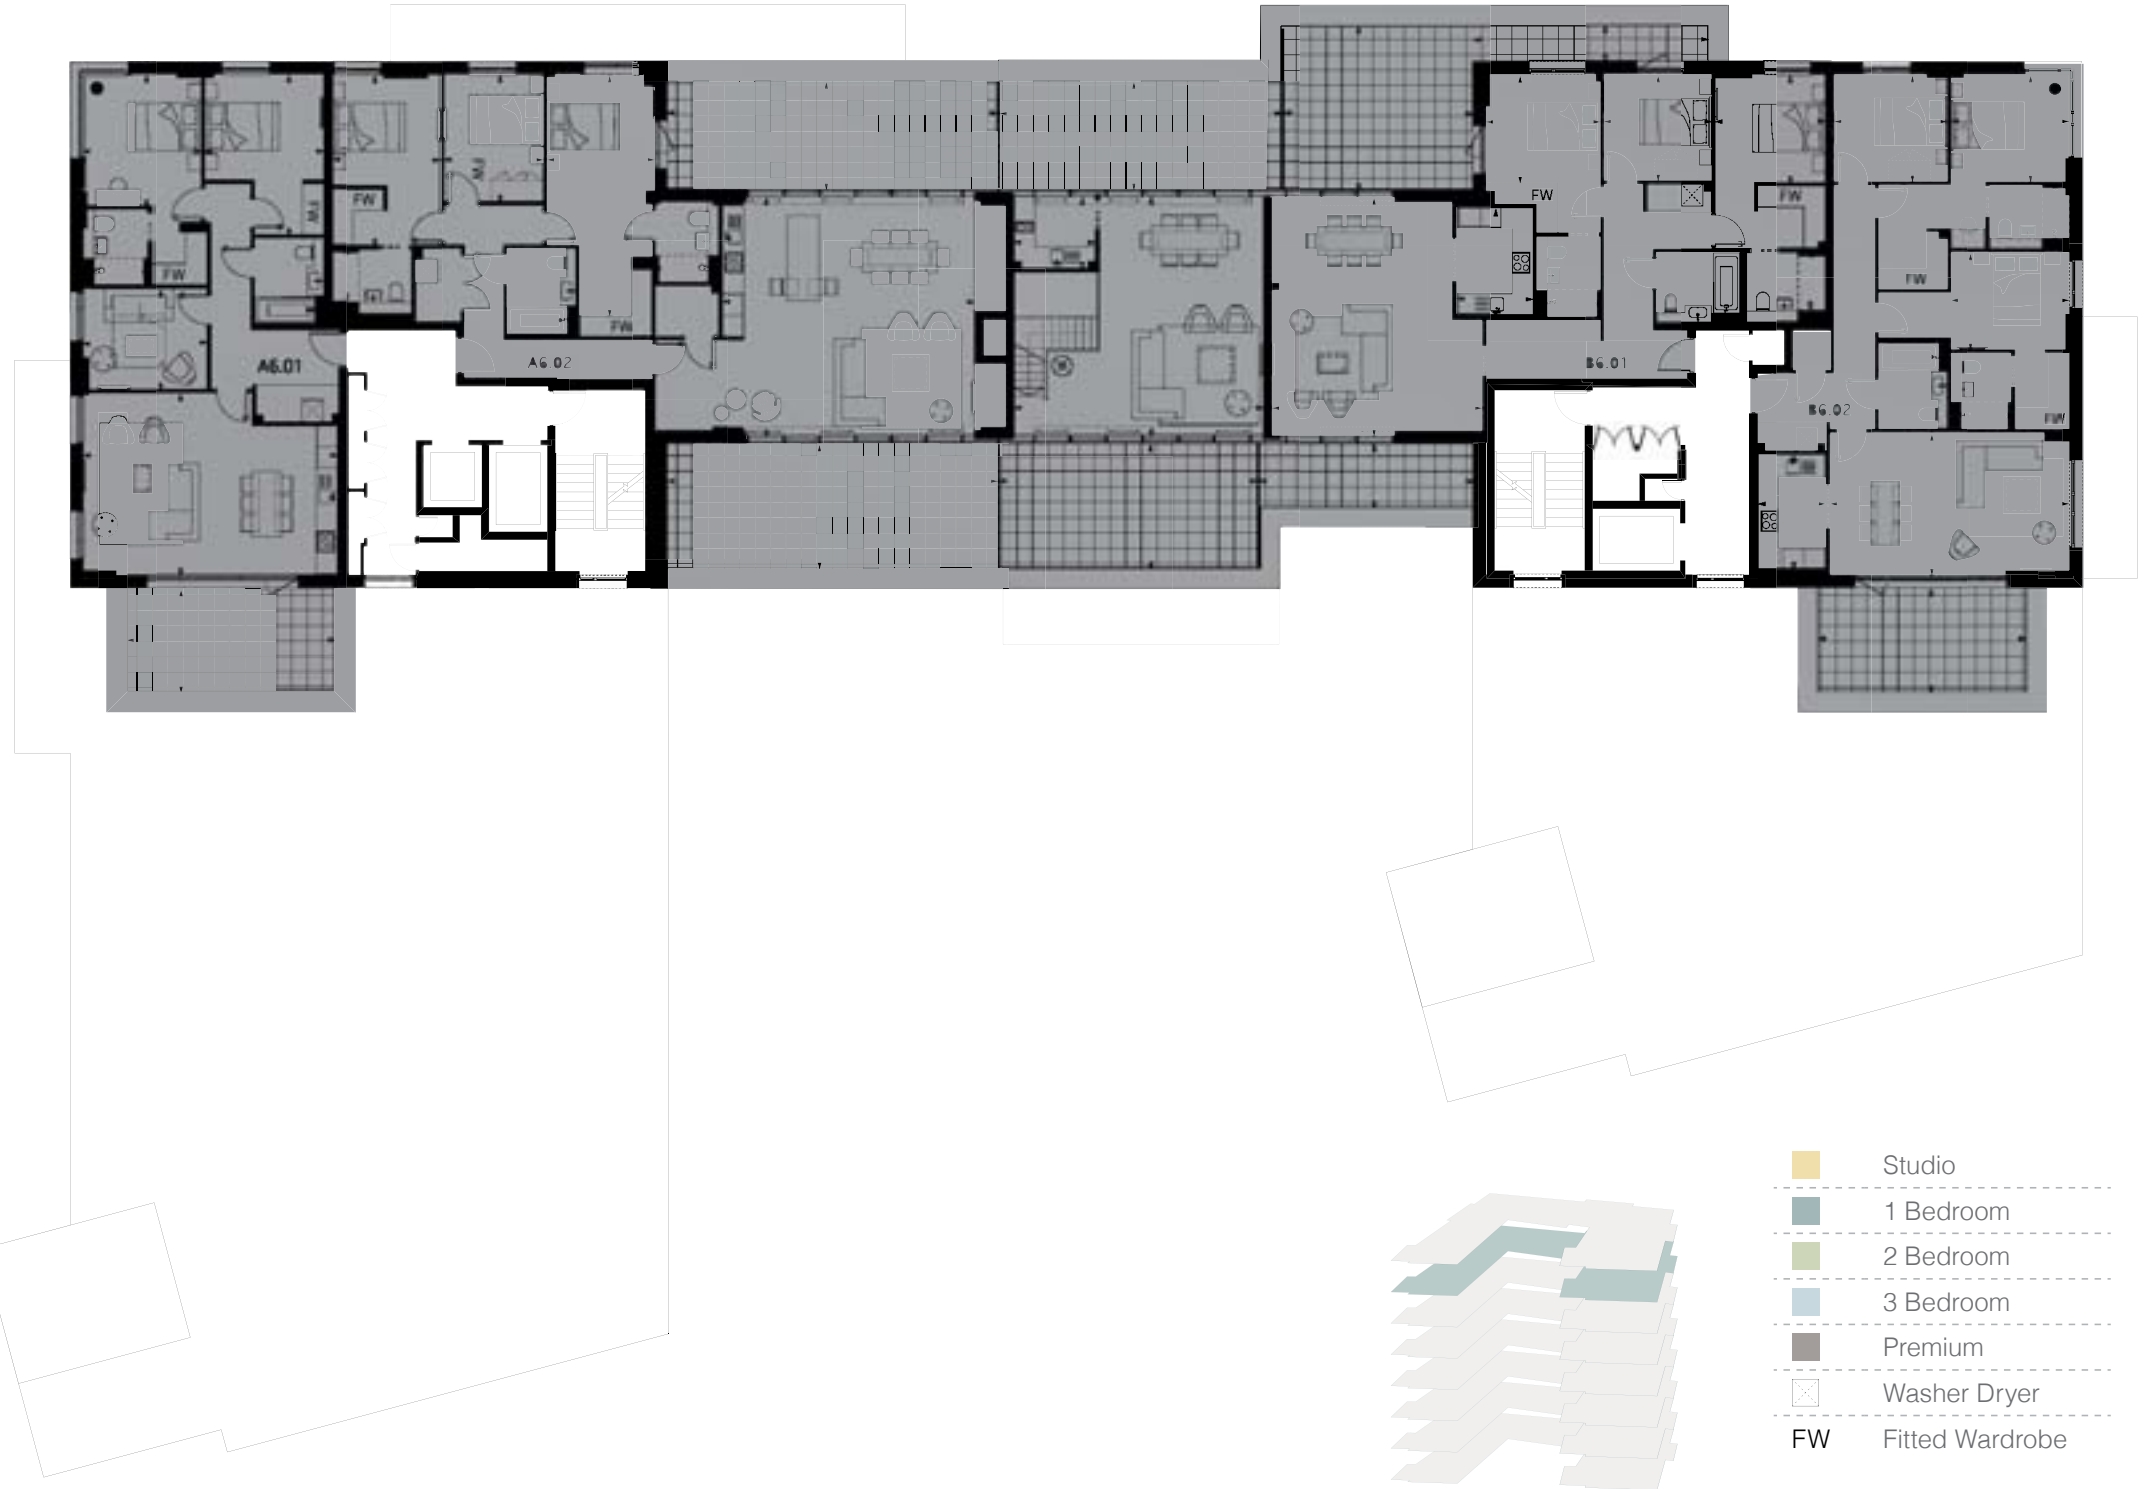 FW
FW
FW
FW
FW
FW
FW
FW
A6.01
A6.02
B6.01
B6.02
FW
FW
Studio
1 Bedroom
2 Bedroom
3 Bedroom
Premium
Washer Dryer
FW Fitted Wardrobe